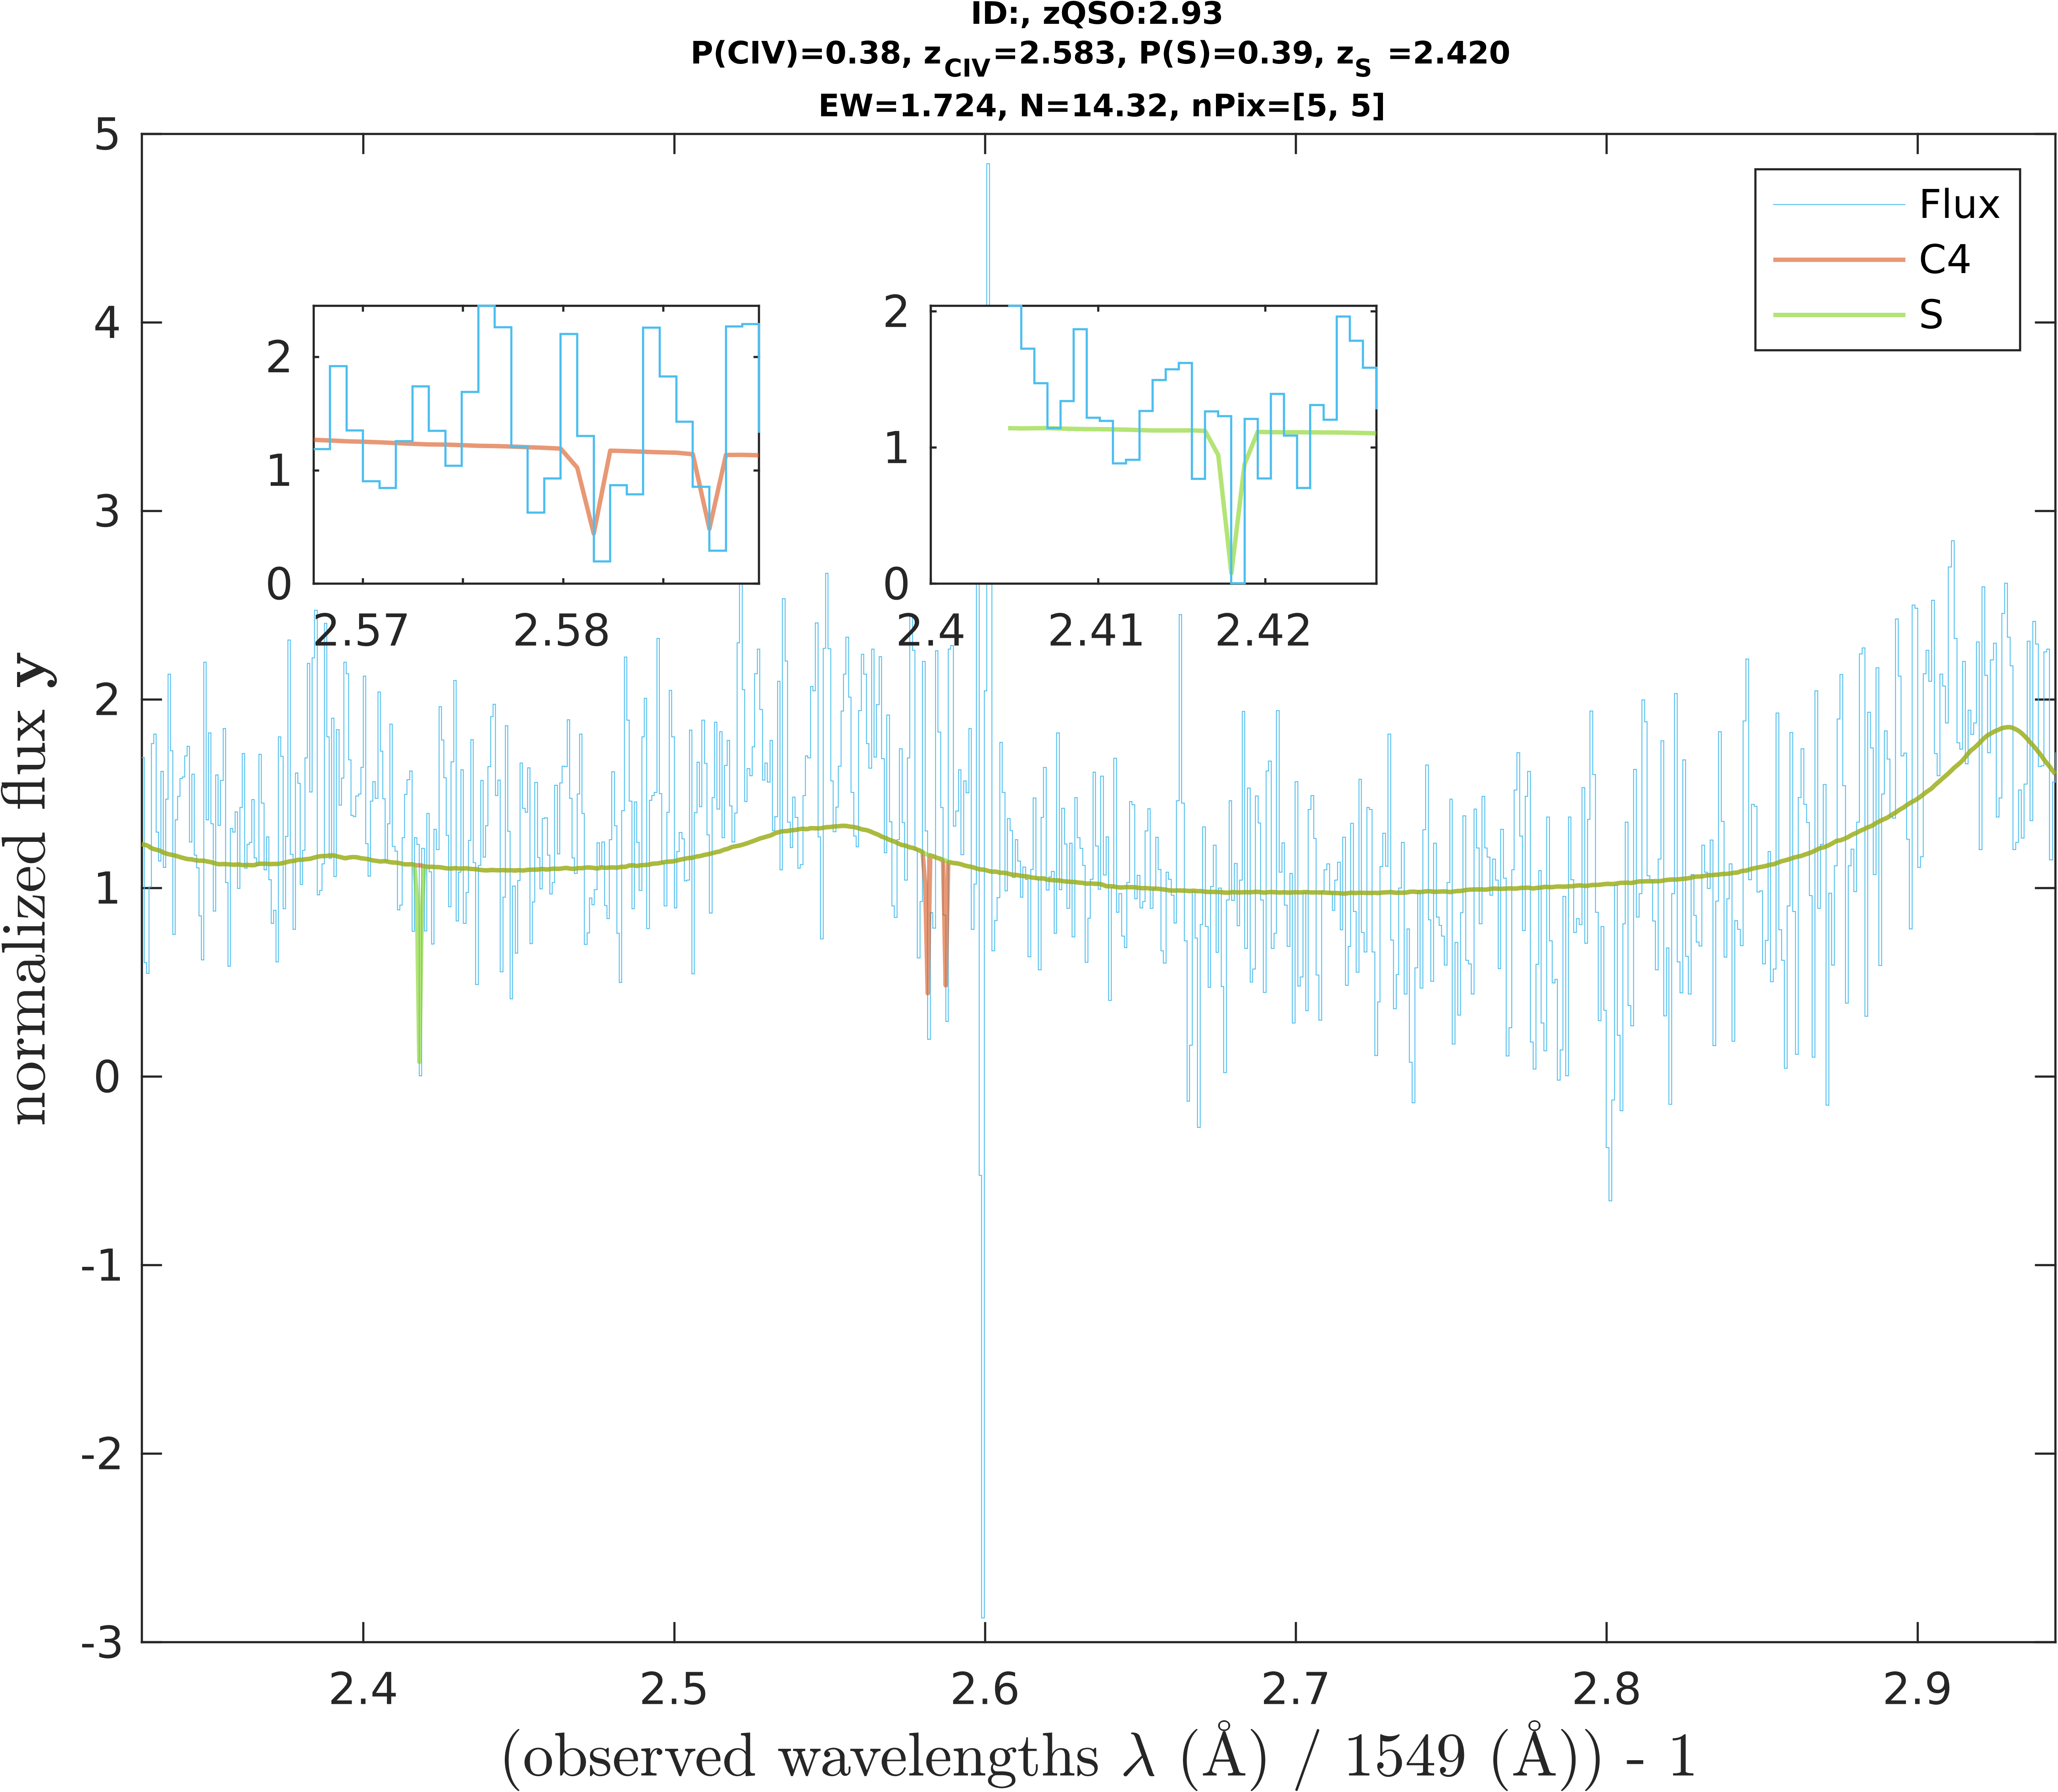 ID:, zQSO:2.93
P(CIV)=0.38, z_CIV=2.583, P(S)=0.39, z_S =2.420
EW=1.724, N=14.32, nPix=[5, 5]
5
4
3
2
1
0
-1
-2
-3
normalized flux y
Flux
C4
S
2
1
0
2.57 2.58
2
1
0
2.4 2.41 2.42
2.4 2.5 2.6 2.7 2.8 2.9
(observed wavelengths λ (Å) / 1549 (Å)) - 1